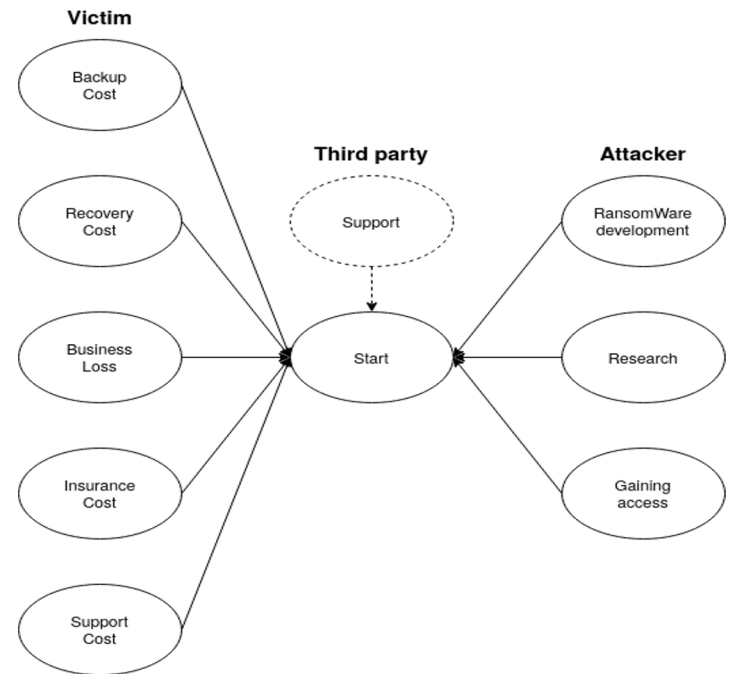 Victim
Backup
Cost
Recovery
Cost
Business
Loss
Insurance
Cost
Support
Cost
Third party
Support
Start
Attacker
RansomWare
development
Research
Gaining
access